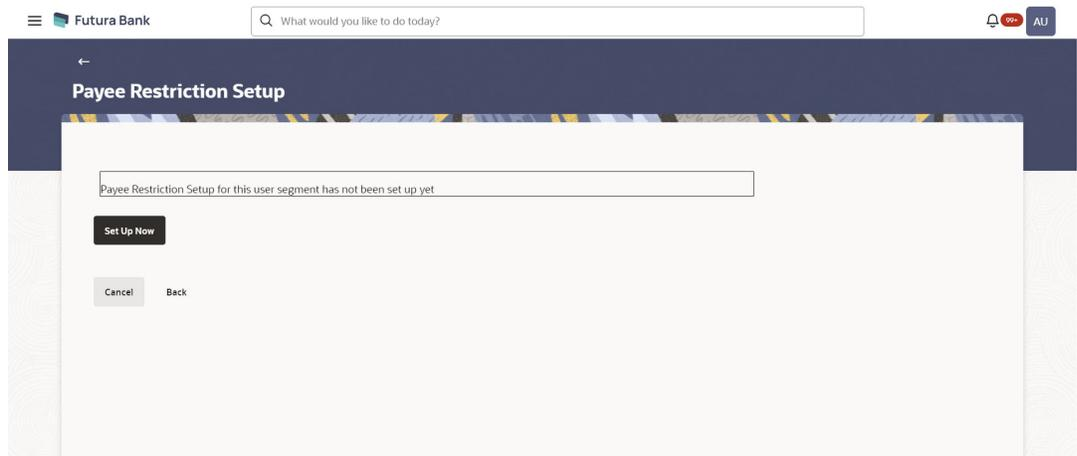 Futura Bank
What would you like to do today?
99+
AU
Payee Restriction Setup
Payee Restriction Setup for this user segment has not been set up yet
Set Up Now
Cancel Back